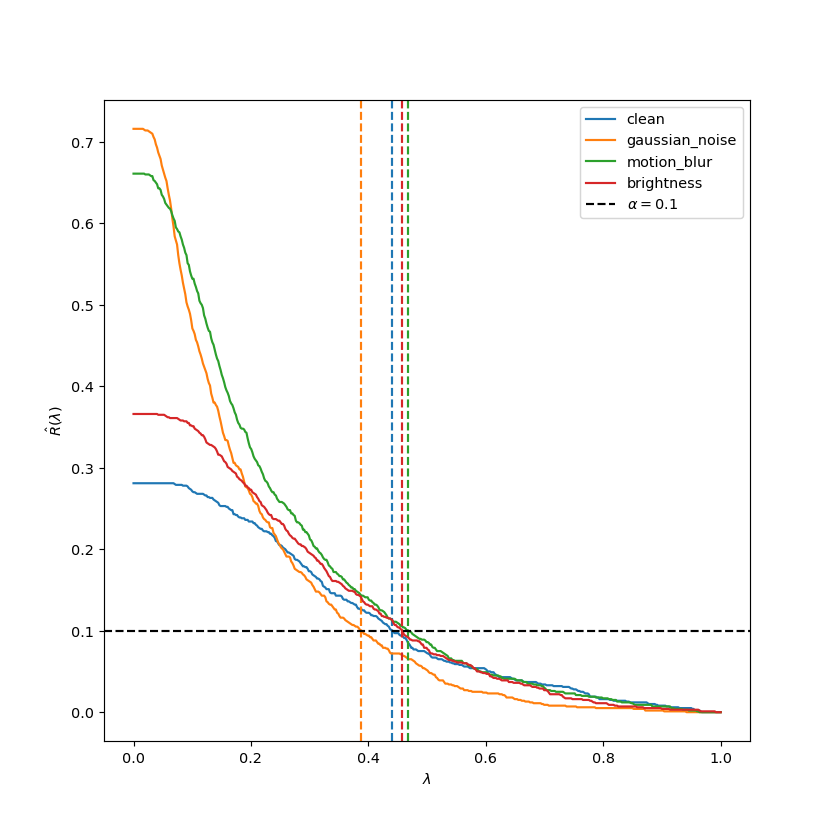 clean
gaussian_noise
motion_blur
brightness
α = 0.1
0.7
0.6
0.5
0.4
0.3
0.2
0.1
0.0
R̂(λ)
0.0 0.2 0.4 0.6 0.8 1.0
λ